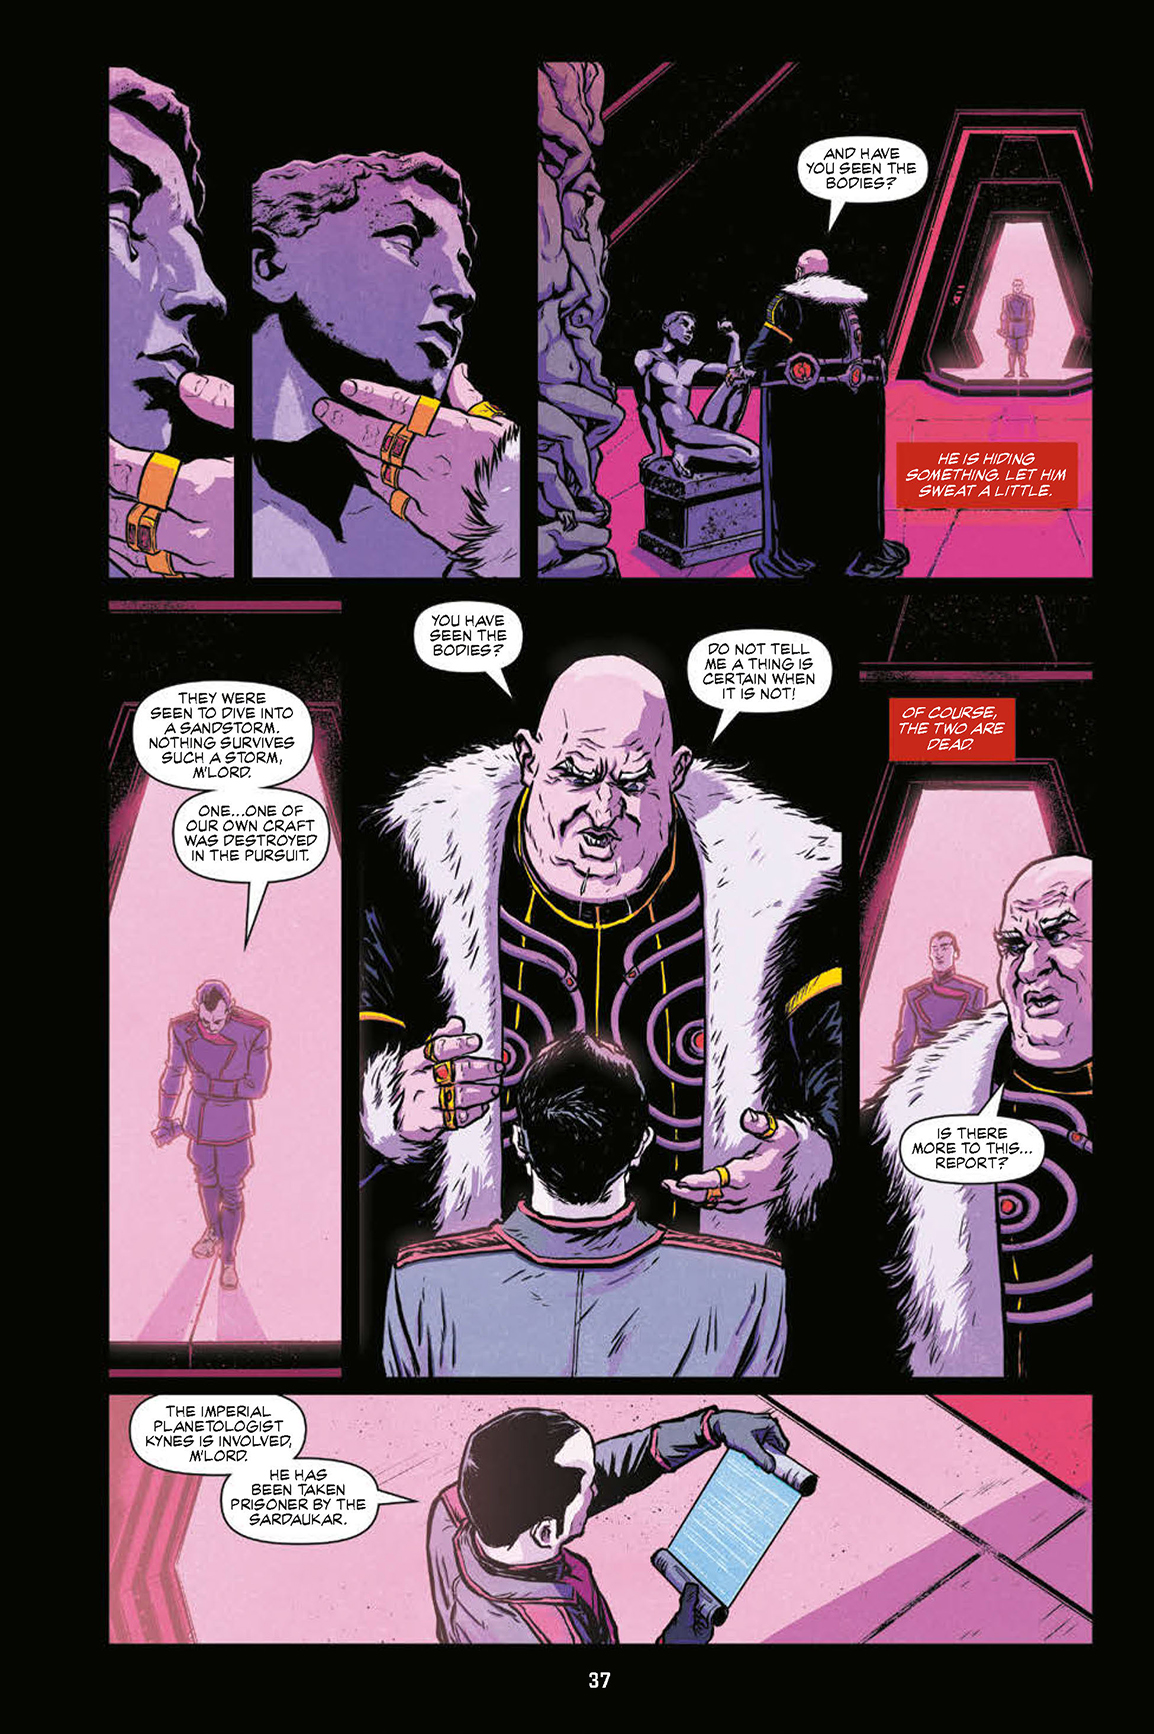 AND HAVE
YOU SEEN THE
BODIES?
HE IS HIDING
SOMETHING. LET HIM
SWEAT A LITTLE.
THEY WERE
SEEN TO DIVE INTO
A SANDSTORM.
NOTHING SURVIVES
SUCH A STORM,
M'LORD.
ONE...ONE OF
OUR OWN CRAFT
WAS DESTROYED
IN THE PURSUIT.
YOU HAVE
SEEN THE
BODIES?
DO NOT TELL
ME A THING IS
CERTAIN WHEN
IT IS NOT!
OF COURSE,
THE TWO ARE
DEAD.
IS THERE
MORE TO THIS...
REPORT?
THE IMPERIAL
PLANETOLOGIST
KYNES IS INVOLVED,
M'LORD.
HE HAS
BEEN TAKEN
PRISONER BY THE
SARDAUKAR.
37